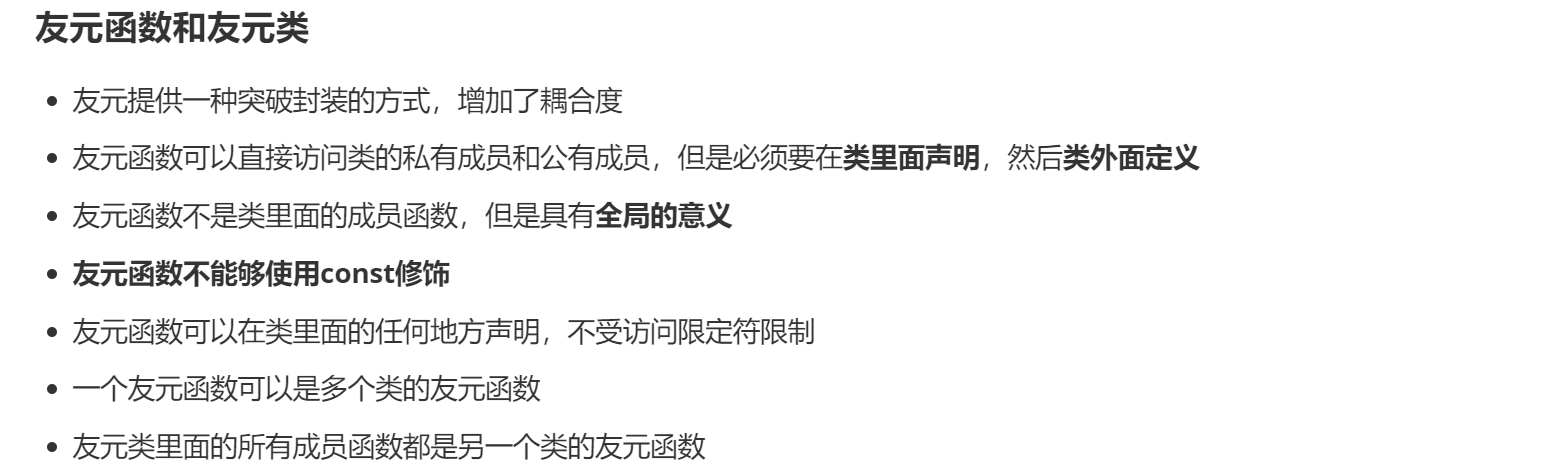 友元函数和友元类
友元提供一种突破封装的方式，增加了耦合度
友元函数可以直接访问类的私有成员和公有成员，但是必须要在类里面声明，然后类外面定义
友元函数不是类里面的成员函数，但是具有全局的意义
友元函数不能够使用const修饰
友元函数可以在类里面的任何地方声明，不受访问限定符限制
一个友元函数可以是多个类的友元函数
友元类里面的所有成员函数都是另一个类的友元函数